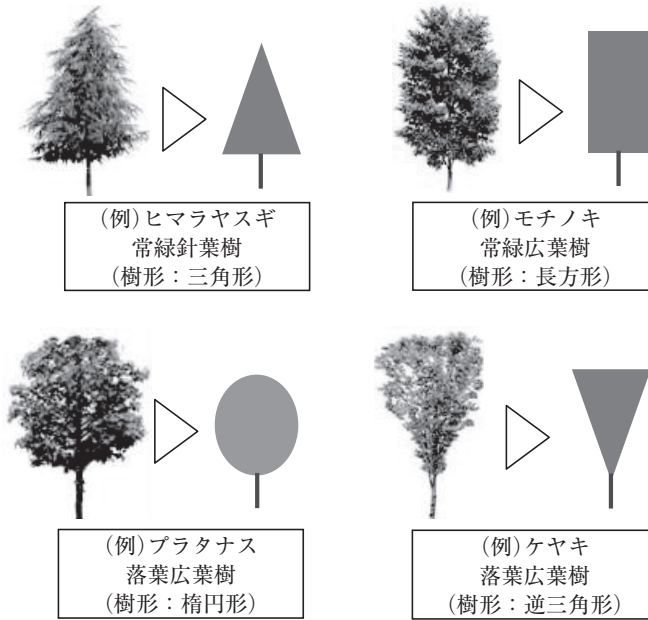 (例)ヒマラヤスギ
常緑針葉樹
(樹形：三角形)
(例)モチノキ
常緑広葉樹
(樹形：長方形)
(例)プラタナス
落葉広葉樹
(樹形：楕円形)
(例)ケヤキ
落葉広葉樹
(樹形：逆三角形)